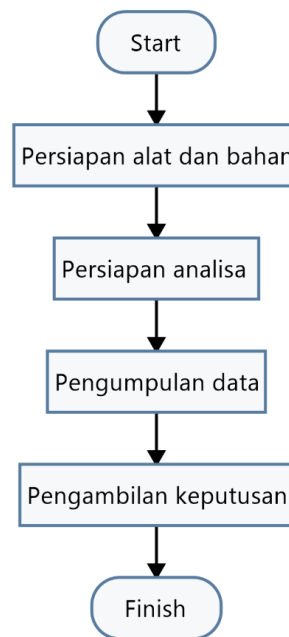 Start
Persiapan alat dan bahan
Persiapan analisa
Pengumpulan data
Pengambilan keputusan
Finish